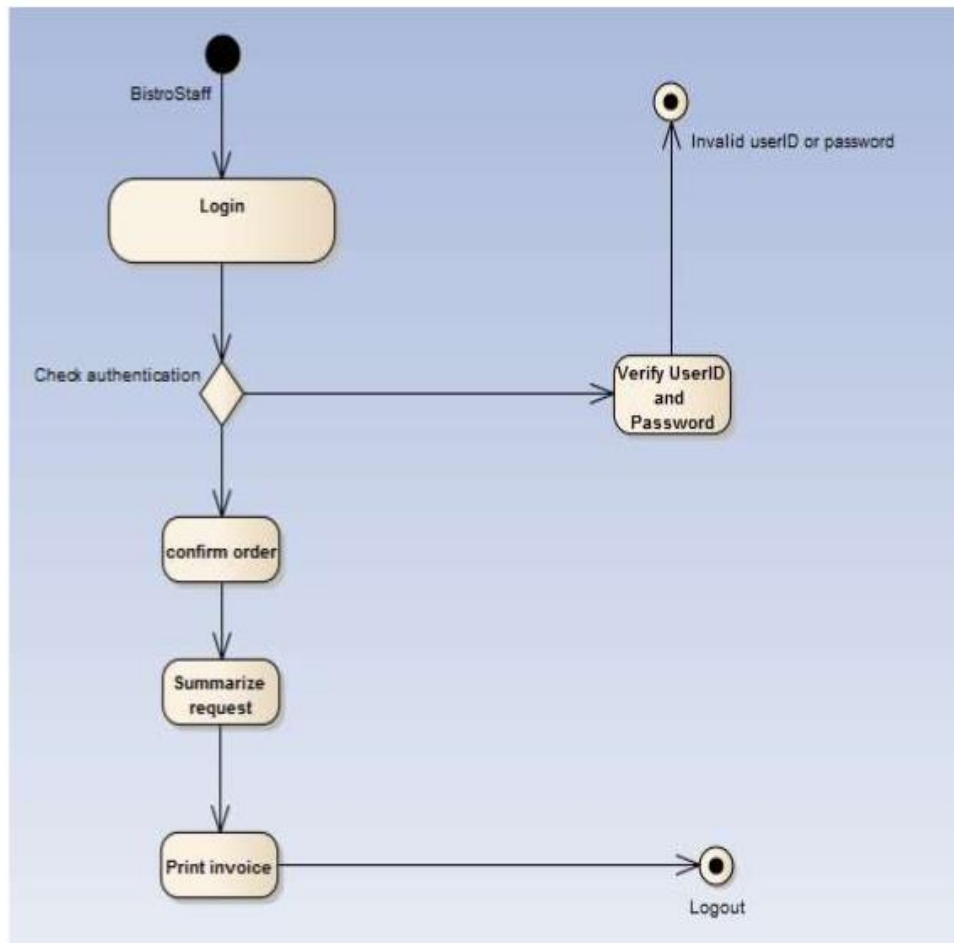 BistroStaff
Invalid userID or password
Login
Check authentication
Verify UserID
and
Password
confirm order
Summarize
request
Print invoice
Logout